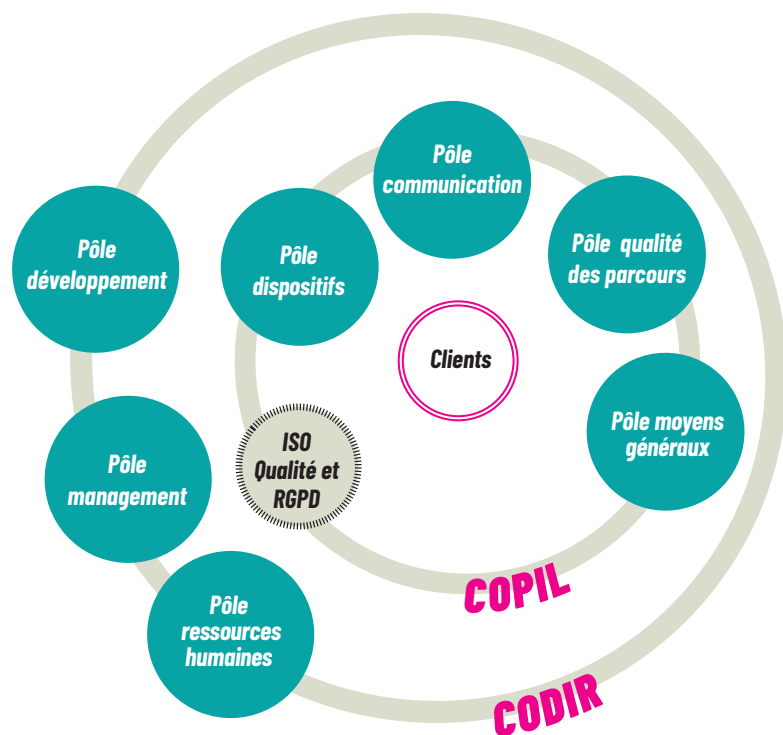 Pôle
communication
Pôle qualité
des parcours
Pôle
développement
Pôle
dispositifs
Clients
Pôle moyens
généraux
ISO
Qualité et
RGPD
Pôle
management
COPIL
Pôle
ressources
humaines
CODIR